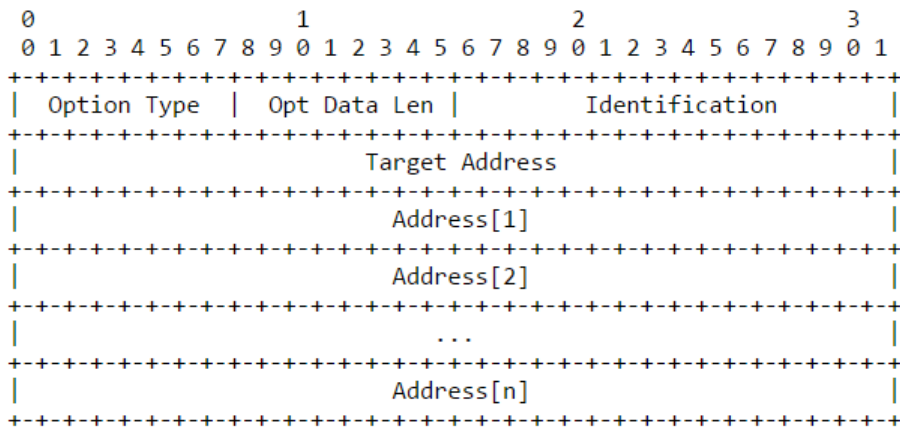 0                   1                   2                   3
0 1 2 3 4 5 6 7 8 9 0 1 2 3 4 5 6 7 8 9 0 1 2 3 4 5 6 7 8 9 0 1
+-+-+-+-+-+-+-+-+-+-+-+-+-+-+-+-+-+-+-+-+-+-+-+-+-+-+-+-+-+-+-+-+
|  Option Type  |  Opt Data Len |         Identification        |
+-+-+-+-+-+-+-+-+-+-+-+-+-+-+-+-+-+-+-+-+-+-+-+-+-+-+-+-+-+-+-+-+
|                         Target Address                        |
+-+-+-+-+-+-+-+-+-+-+-+-+-+-+-+-+-+-+-+-+-+-+-+-+-+-+-+-+-+-+-+-+
|                           Address[1]                          |
+-+-+-+-+-+-+-+-+-+-+-+-+-+-+-+-+-+-+-+-+-+-+-+-+-+-+-+-+-+-+-+-+
|                           Address[2]                          |
+-+-+-+-+-+-+-+-+-+-+-+-+-+-+-+-+-+-+-+-+-+-+-+-+-+-+-+-+-+-+-+-+
|                              ...                              |
+-+-+-+-+-+-+-+-+-+-+-+-+-+-+-+-+-+-+-+-+-+-+-+-+-+-+-+-+-+-+-+-+
|                           Address[n]                          |
+-+-+-+-+-+-+-+-+-+-+-+-+-+-+-+-+-+-+-+-+-+-+-+-+-+-+-+-+-+-+-+-+